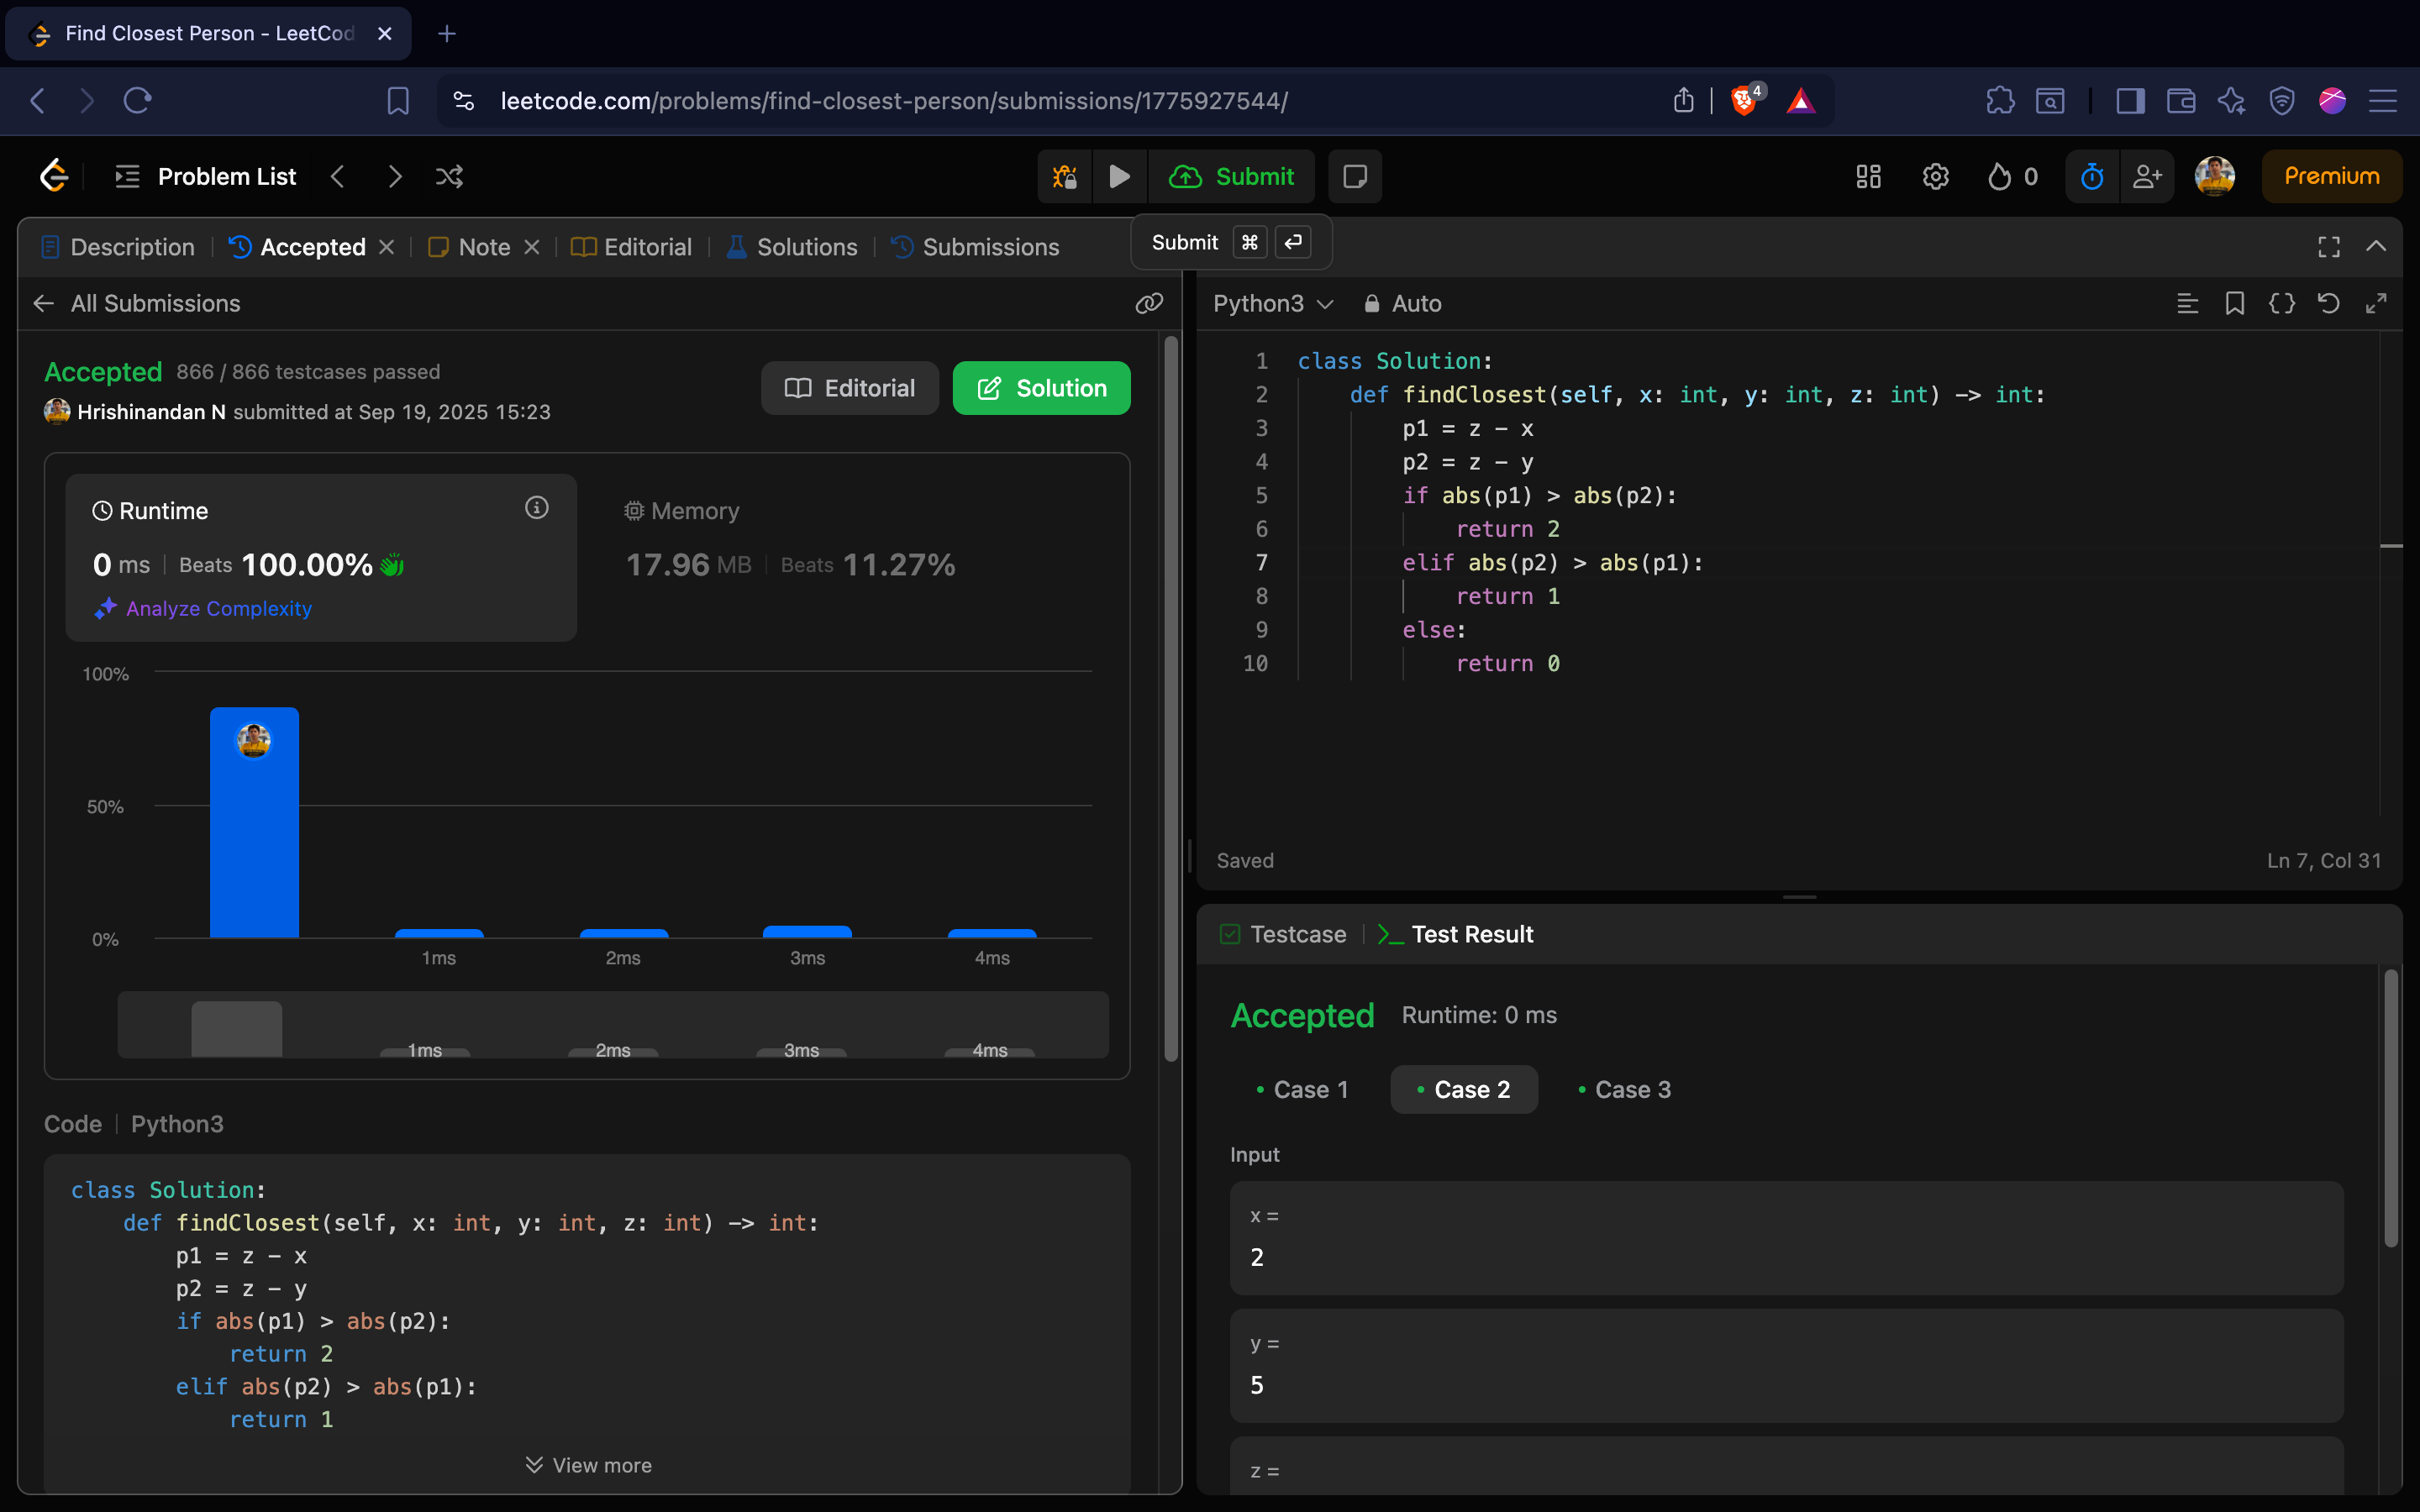 Find Closest Person - LeetCod
leetcode.com/problems/find-closest-person/submissions/1775927544/
4
Problem List
Submit
0
Premium
Description
Accepted
Note
Editorial
Solutions
Submissions
Submit ⌘ ↵
All Submissions
Accepted 866 / 866 testcases passed
Hrishinandan N submitted at Sep 19, 2025 15:23
Editorial
Solution
Runtime
0 ms Beats 100.00%
Analyze Complexity
Memory
17.96 MB Beats 11.27%
100%
50%
0%
1ms 2ms 3ms 4ms
1ms 2ms 3ms 4ms
Code Python3
class Solution:
    def findClosest(self, x: int, y: int, z: int) -> int:
        p1 = z - x
        p2 = z - y
        if abs(p1) > abs(p2):
            return 2
        elif abs(p2) > abs(p1):
            return 1
View more
Python3 Auto
1 class Solution:
2     def findClosest(self, x: int, y: int, z: int) -> int:
3         p1 = z - x
4         p2 = z - y
5         if abs(p1) > abs(p2):
6             return 2
7         elif abs(p2) > abs(p1):
8             return 1
9         else:
10             return 0
Saved
Ln 7, Col 31
Testcase
Test Result
Accepted Runtime: 0 ms
Case 1 Case 2 Case 3
Input
x =
2
y =
5
z =